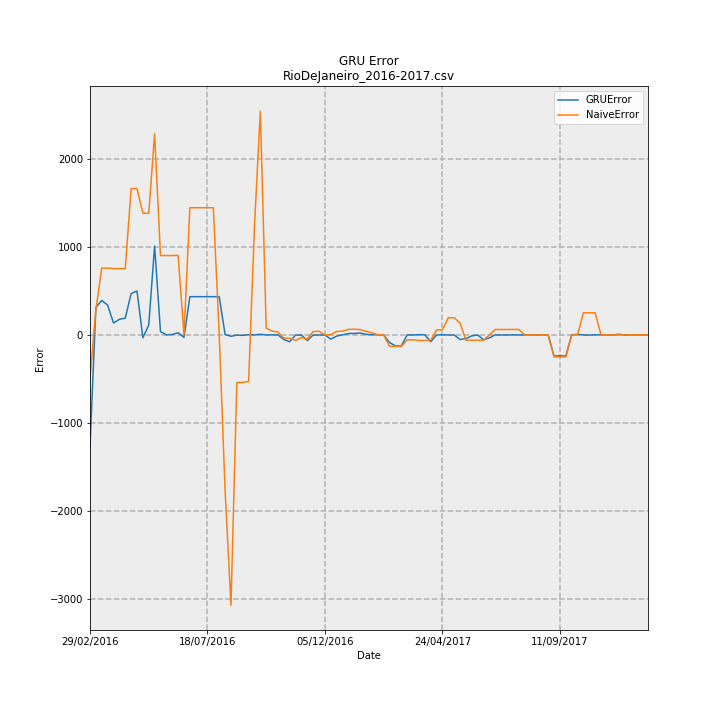 GRU Error
RioDeJaneiro_2016-2017.csv
GRUError
NaiveError
2000
1000
0
−1000
−2000
−3000
Error
29/02/2016 18/07/2016 05/12/2016 24/04/2017 11/09/2017
Date